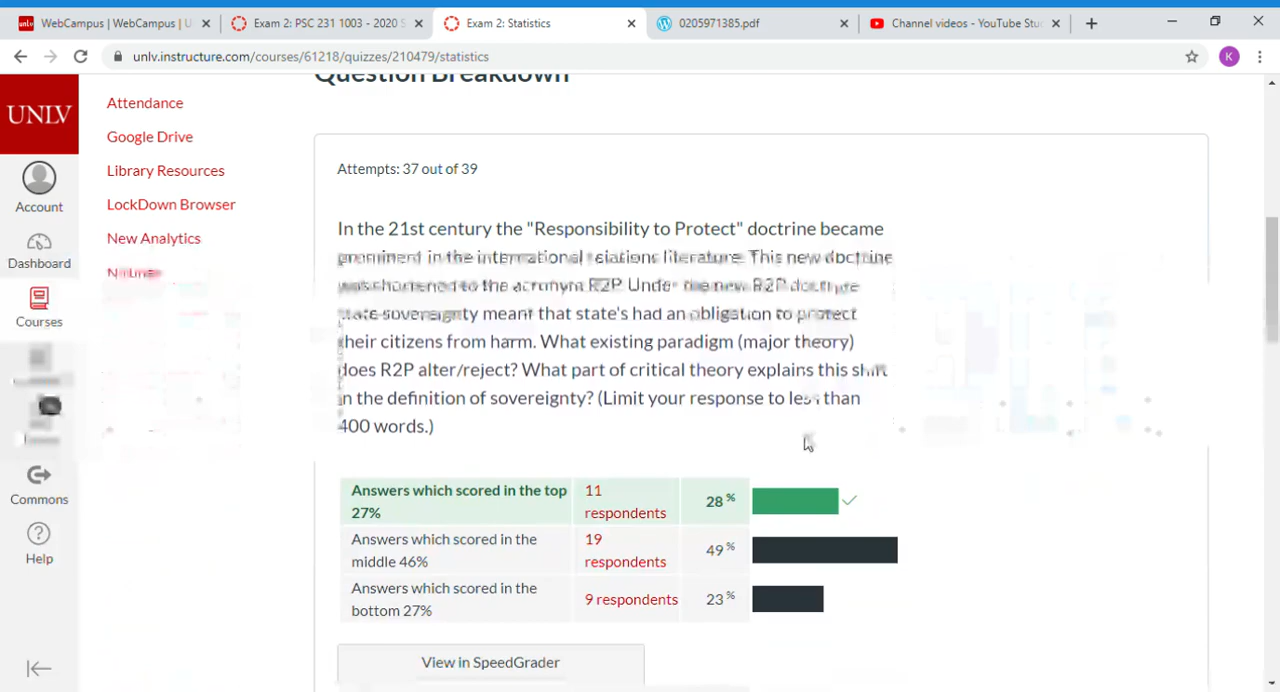 WebCampus | WebCampus | U
Exam 2: PSC 231 1003 - 2020 S
Exam 2: Statistics
0205971385.pdf
Channel videos - YouTube Stu
unlv.instructure.com/courses/61218/quizzes/210479/statistics
K
UNLV
Account
Dashboard
Courses
Commons
Help
Attendance
Google Drive
Library Resources
LockDown Browser
New Analytics
Question Breakdown
Attempts: 37 out of 39
In the 21st century the "Responsibility to Protect" doctrine became
prominent in the international relations literature. This new doctrine
was shortened to the acronym R2P. Under the new R2P doctrine
state sovereignty meant that state's had an obligation to protect
their citizens from harm. What existing paradigm (major theory)
does R2P alter/reject? What part of critical theory explains this shift
in the definition of sovereignty? (Limit your response to less than
400 words.)
Answers which scored in the top 11 28 %
27% respondents
Answers which scored in the 19 49 %
middle 46% respondents
Answers which scored in the 9 respondents 23 %
bottom 27%
View in SpeedGrader